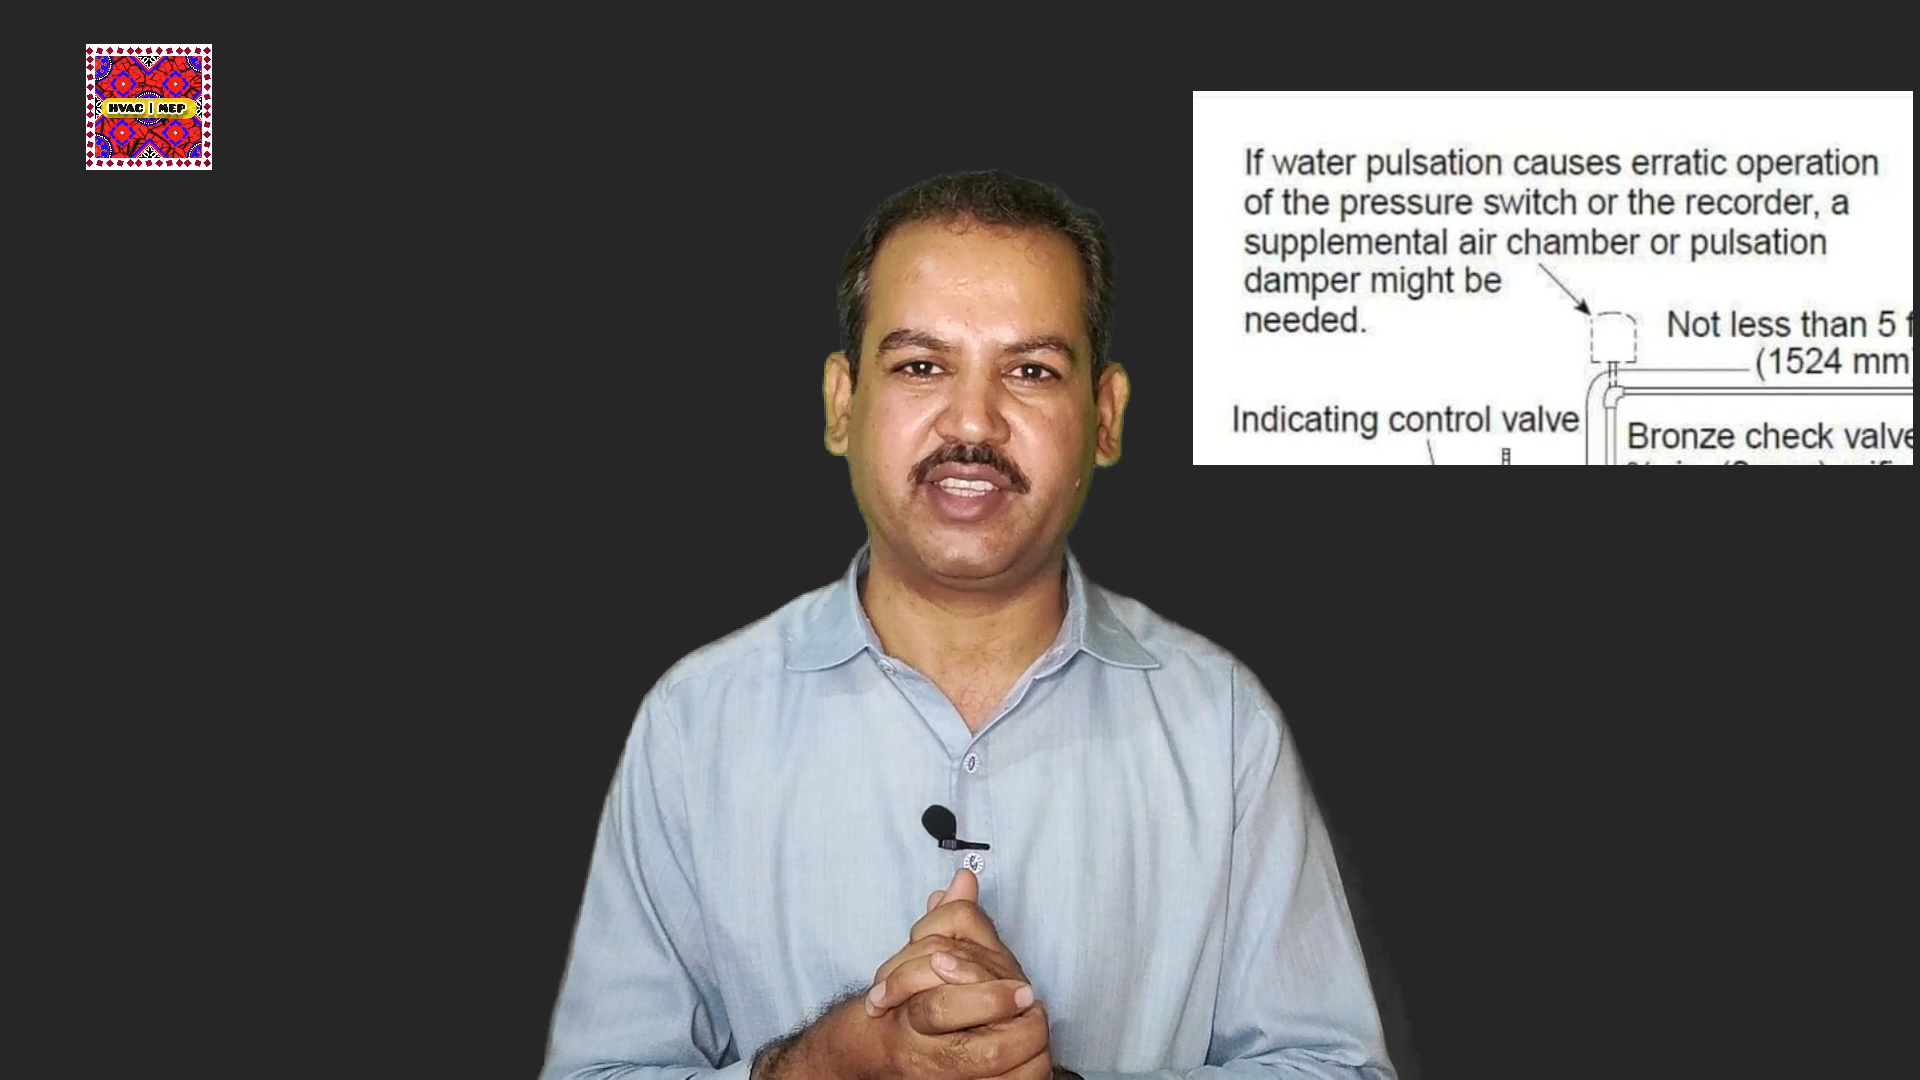 HVAC | MEP
If water pulsation causes erratic operation
of the pressure switch or the recorder, a
supplemental air chamber or pulsation
damper might be
needed.
Not less than 5
(1524 mm
Indicating control valve
Bronze check valve